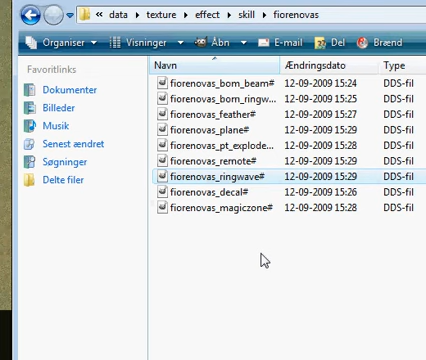 « data ▸ texture ▸ effect ▸ skill ▸ fiorenovas
Organiser Visninger Åbn E-mail Del Brænd
Favoritlinks
Dokumenter
Billeder
Musik
Senest ændret
Søgninger
Delte filer
Navn Ændringsdato Type
fiorenovas_born_beam# 12-09-2009 15:24 DDS-fil
fiorenovas_born_ringw... 12-09-2009 15:25 DDS-fil
fiorenovas_feather# 12-09-2009 15:27 DDS-fil
fiorenovas_plane# 12-09-2009 15:29 DDS-fil
fiorenovas_pt_explode... 12-09-2009 15:28 DDS-fil
fiorenovas_remote# 12-09-2009 15:29 DDS-fil
fiorenovas_ringwave# 12-09-2009 15:29 DDS-fil
fiorenovas_decal# 12-09-2009 15:26 DDS-fil
fiorenovas_magiczone# 12-09-2009 15:28 DDS-fil